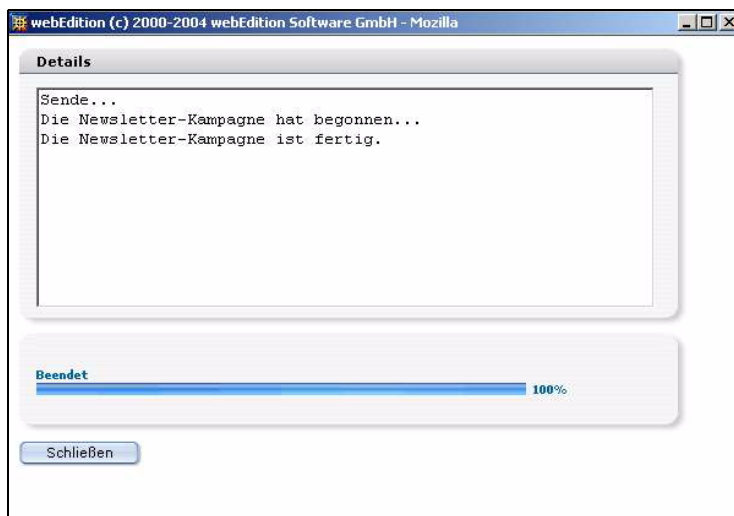 webEdition (c) 2000-2004 webEdition Software GmbH - Mozilla
Details
Sende...
Die Newsletter-Kampagne hat begonnen...
Die Newsletter-Kampagne ist fertig.
Beendet
100%
Schließen